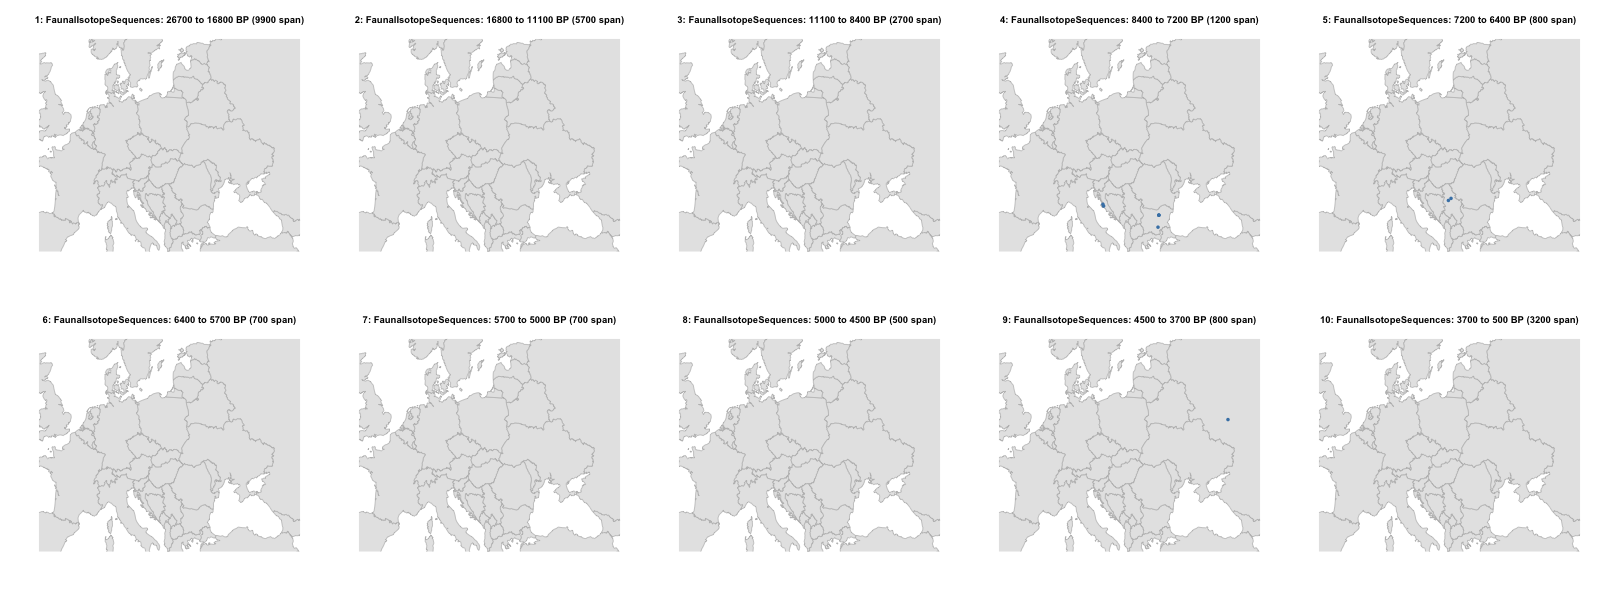 1: FaunalIsotopeSequences: 26700 to 16800 BP (9900 span)
2: FaunalIsotopeSequences: 16800 to 11100 BP (5700 span)
3: FaunalIsotopeSequences: 11100 to 8400 BP (2700 span)
4: FaunalIsotopeSequences: 8400 to 7200 BP (1200 span)
5: FaunalIsotopeSequences: 7200 to 6400 BP (800 span)
6: FaunalIsotopeSequences: 6400 to 5700 BP (700 span)
7: FaunalIsotopeSequences: 5700 to 5000 BP (700 span)
8: FaunalIsotopeSequences: 5000 to 4500 BP (500 span)
9: FaunalIsotopeSequences: 4500 to 3700 BP (800 span)
10: FaunalIsotopeSequences: 3700 to 500 BP (3200 span)